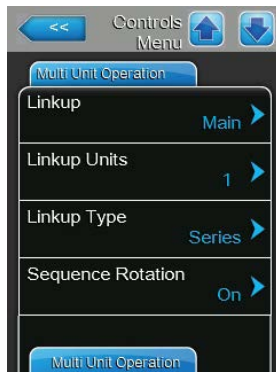 <<
Controls
Menu
Multi Unit Operation
Linkup
Main
Linkup Units
1
Linkup Type
Series
Sequence Rotation
On
Multi Unit Operation